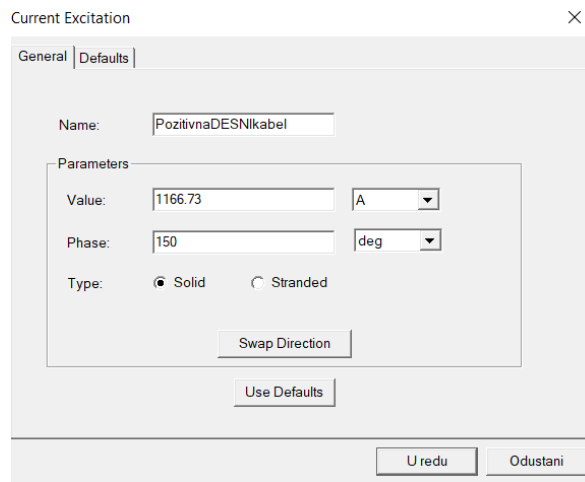 Current Excitation
General Defaults
Name: PozitivnaDESNIkabel
Parameters
Value: 1166.73 A
Phase: 150 deg
Type: Solid Stranded
Swap Direction
Use Defaults
U redu Odustani